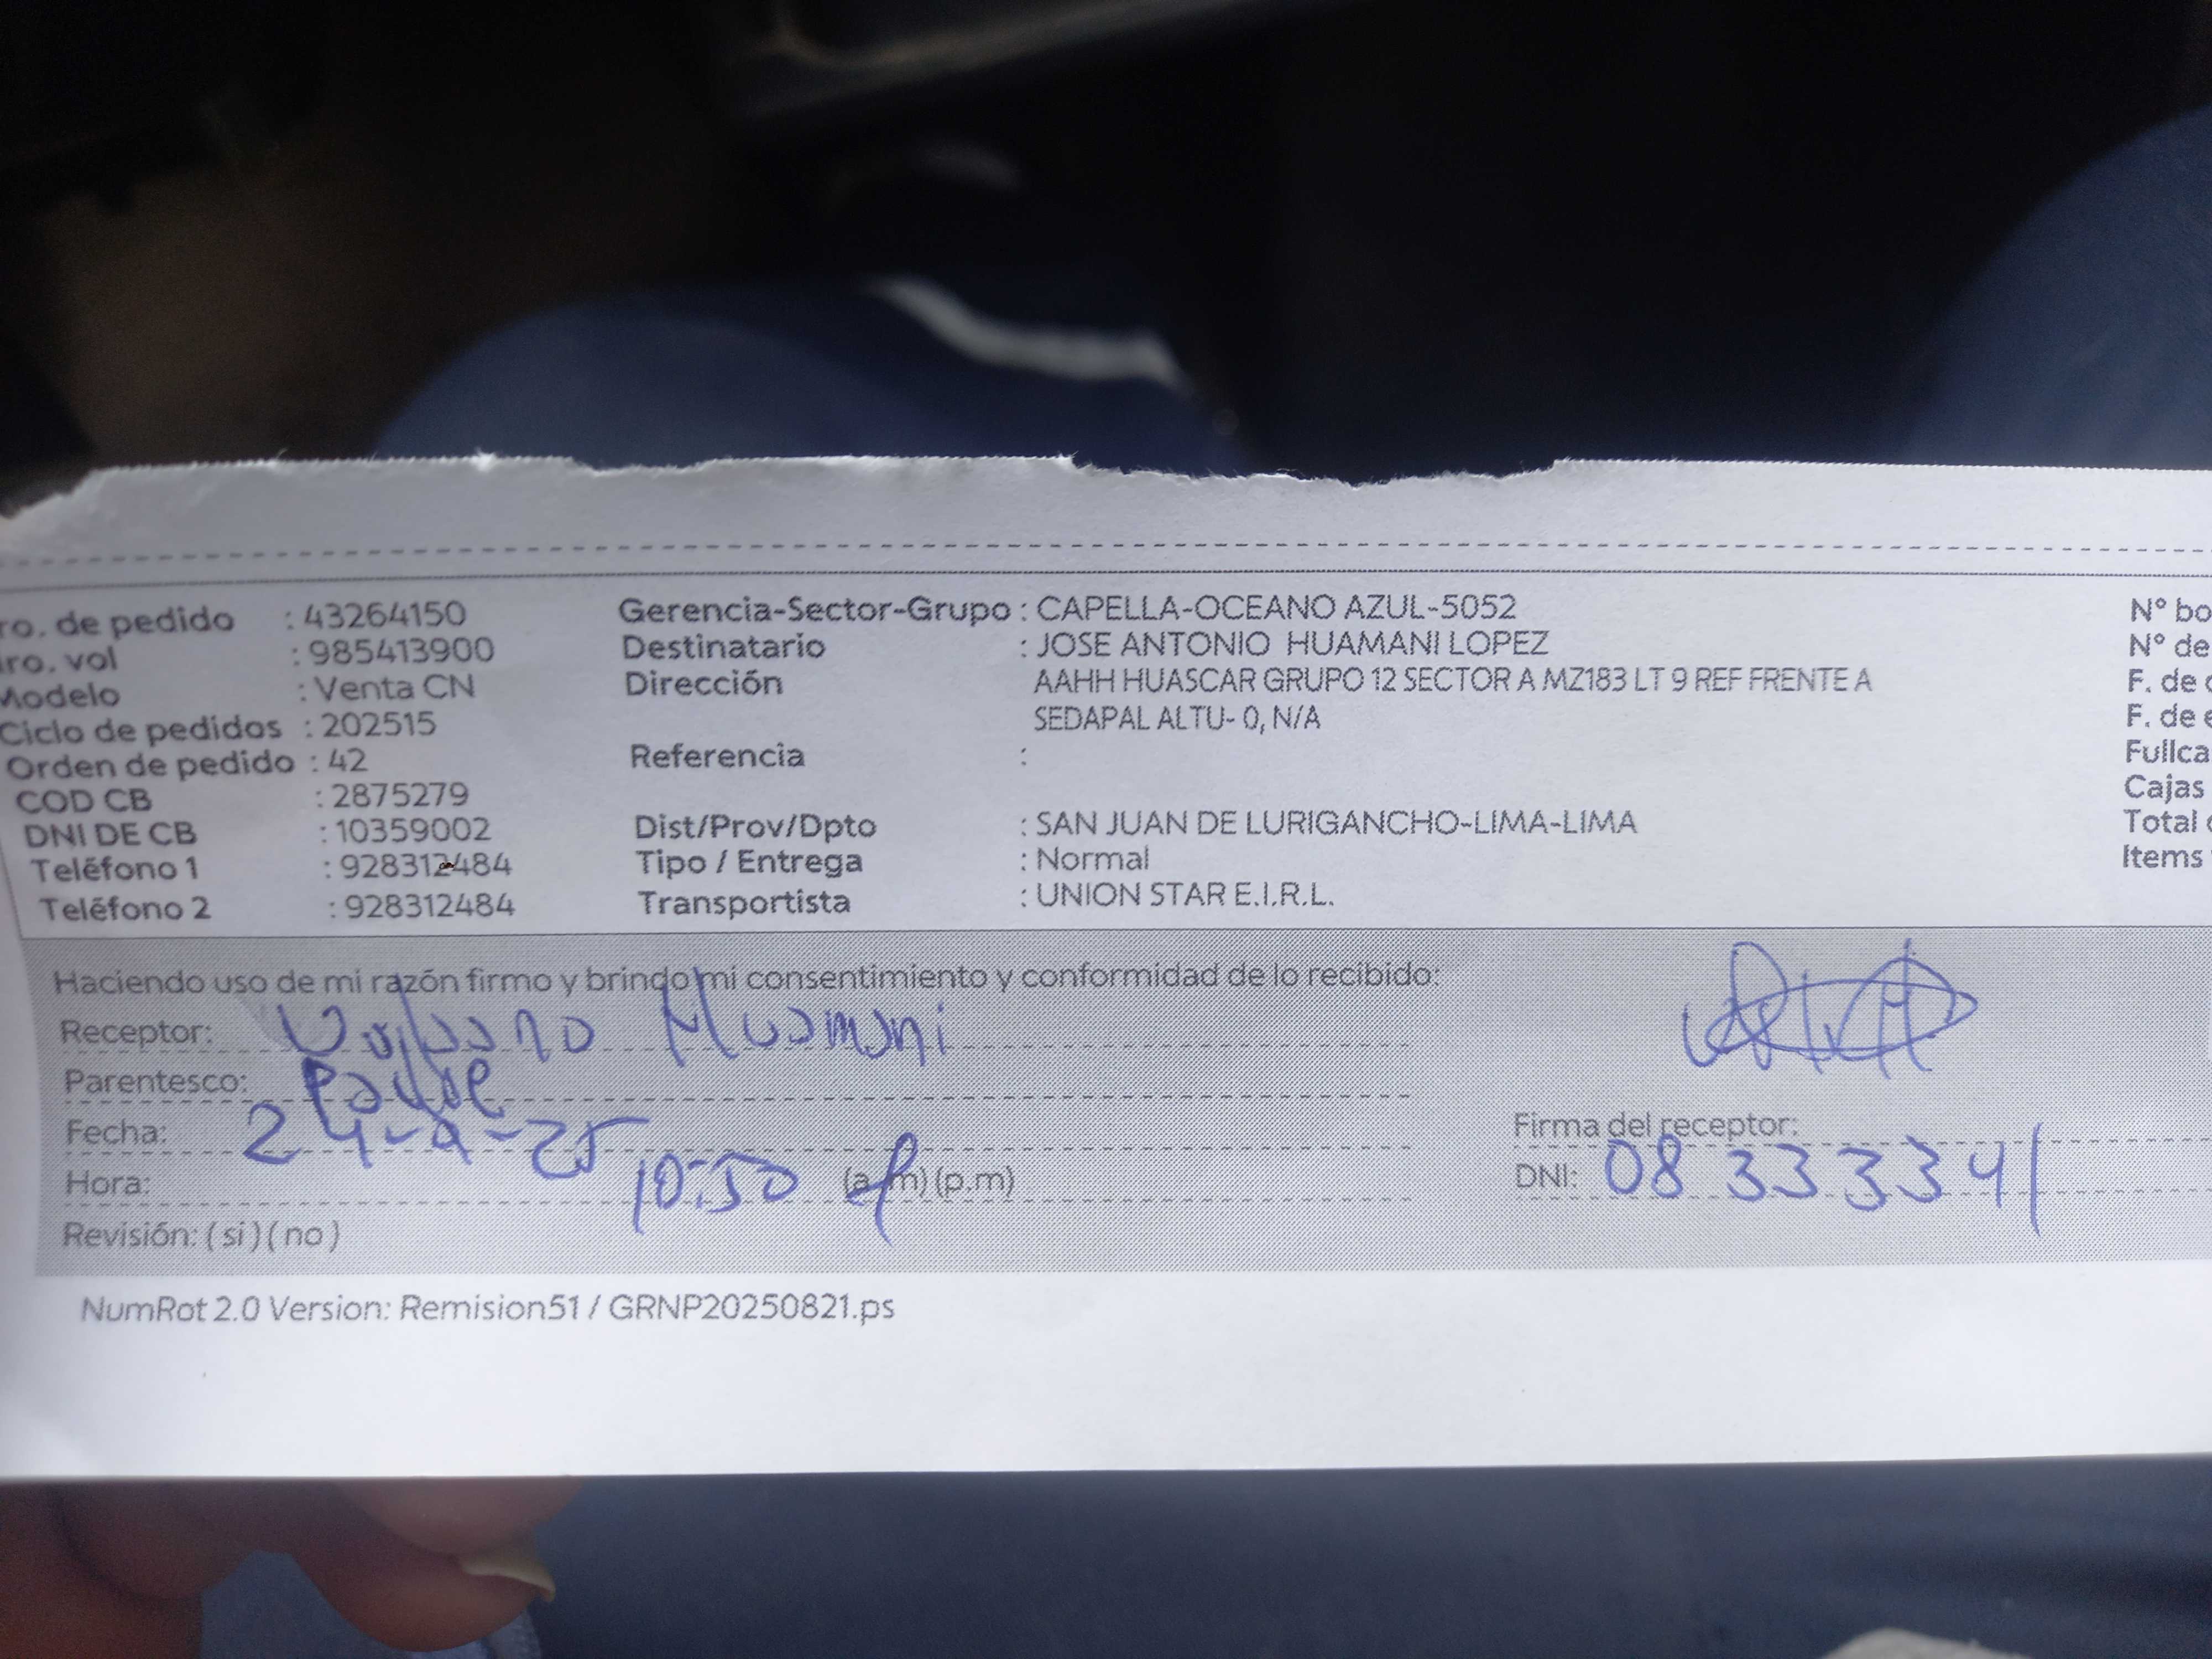 ro. de pedido : 43264150 Gerencia-Sector-Grupo : CAPELLA-OCEANO AZUL-5052 N° bo
ro. vol : 985413900 Destinatario : JOSE ANTONIO HUAMANI LOPEZ N° de
Modelo : Venta CN Dirección AAHH HUASCAR GRUPO 12 SECTOR A MZ183 LT 9 REF FRENTE A F. de
Ciclo de pedidos : 202515 SEDAPAL ALTU- 0, N/A F. de e
Orden de pedido : 42 Referencia : Fullca
COD CB : 2875279 Cajas
DNI DE CB : 10359002 Dist/Prov/Dpto : SAN JUAN DE LURIGANCHO-LIMA-LIMA Total
Teléfono 1 : 928312484 Tipo / Entrega : Normal Items
Teléfono 2 : 928312484 Transportista : UNION STAR E.I.R.L.
Haciendo uso de mi razón firmo y brindo mi consentimiento y conformidad de lo recibido:
Receptor: Urbano Huamani
Parentesco: Padre
Fecha: 24-9-25 Firma del receptor:
Hora: 10:50 (a.m) (p.m) DNI: 08333341
Revisión: ( si ) ( no )
NumRot 2.0 Version: Remision51 / GRNP20250821.ps